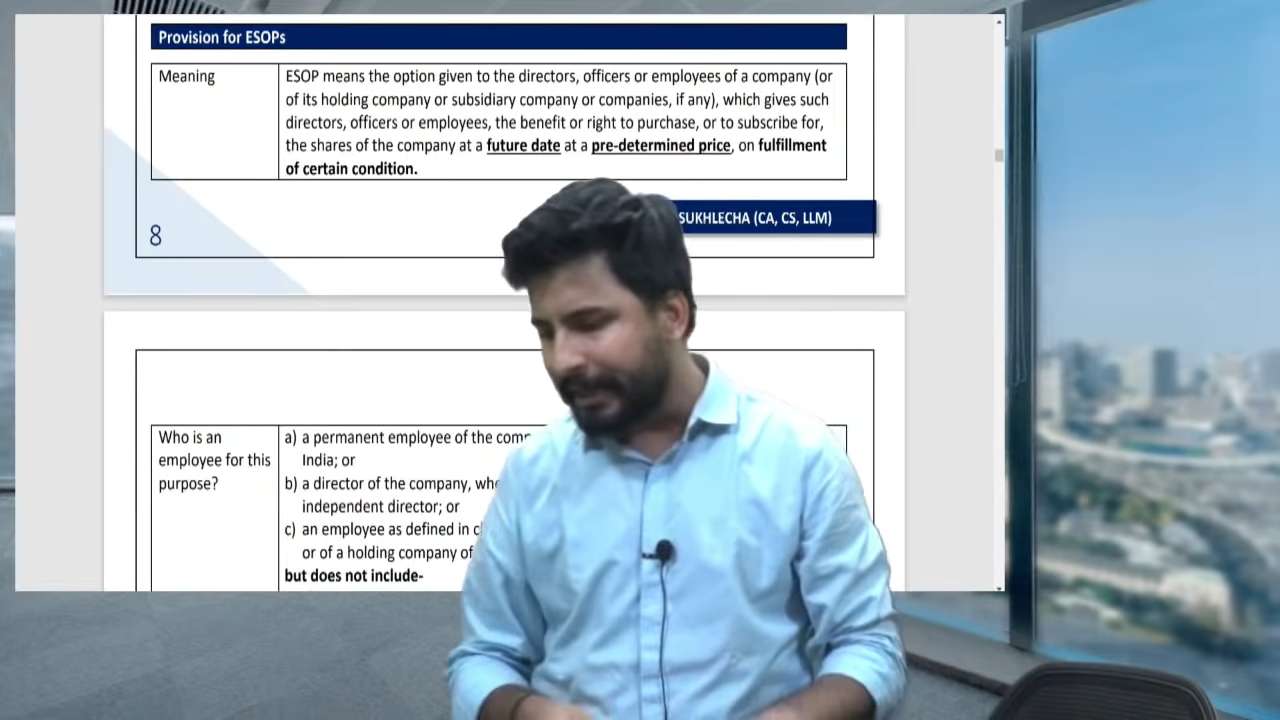 Provision for ESOPs
Meaning
ESOP means the option given to the directors, officers or employees of a company (or
of its holding company or subsidiary company or companies, if any), which gives such
directors, officers or employees, the benefit or right to purchase, or to subscribe for,
the shares of the company at a future date at a pre-determined price, on fulfillment
of certain condition.
SUKHLECHA (CA, CS, LLM)
8
Who is an
employee for this
purpose?
a) a permanent employee of the
India; or
b) a director of the company,
independent director; or
c) an employee as defined in
or of a holding company of
but does not include-